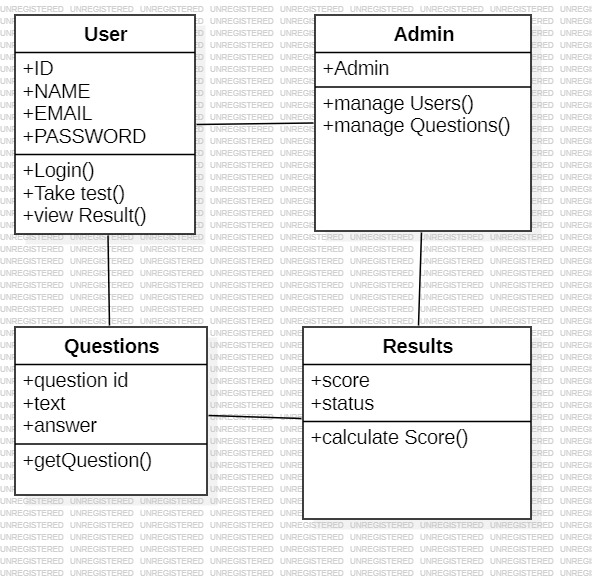 User
+ID
+NAME
+EMAIL
+PASSWORD
+Login()
+Take test()
+view Result()
Admin
+Admin
+manage Users()
+manage Questions()
Questions
+question id
+text
+answer
+getQuestion()
Results
+score
+status
+calculate Score()
UNREGISTERED